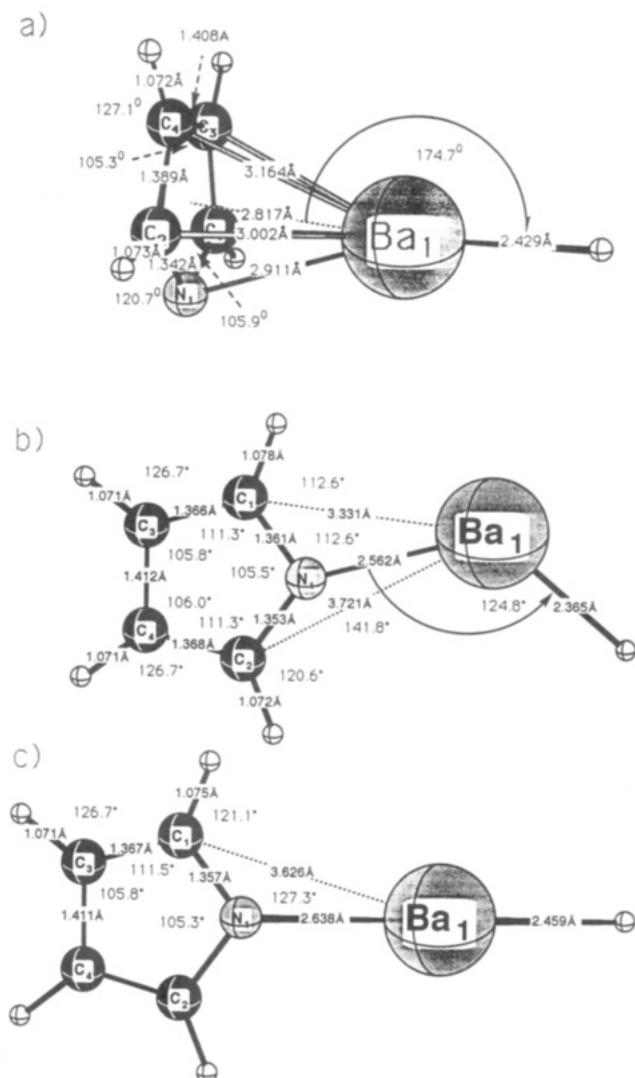 a)
1.408Å
1.072Å
127.1⁰
C₄
C₃
105.3⁰
3.164Å
174.7⁰
1.389Å
2.817Å
C₂
3.002Å
Ba₁
2.429Å
1.073Å
1.342Å
2.911Å
120.7⁰
N₁
105.9⁰
b)
1.078Å
126.7°
112.6°
C₁
1.071Å
1.366Å
3.331Å
C₃
111.3°
1.361Å
112.6°
Ba₁
105.8°
2.562Å
1.412Å
105.5°
N₁
106.0°
3.721Å
124.8°
2.365Å
111.3°
1.353Å
141.8°
C₄
1.368Å
C₂
1.071Å
126.7°
120.6°
1.072Å
c)
1.075Å
126.7°
121.1°
1.071Å
C₁
1.367Å
C₃
111.5°
3.626Å
1.357Å
105.8°
127.3°
1.411Å
105.3°
N₁
2.638Å
Ba₁
2.459Å
C₄
C₂